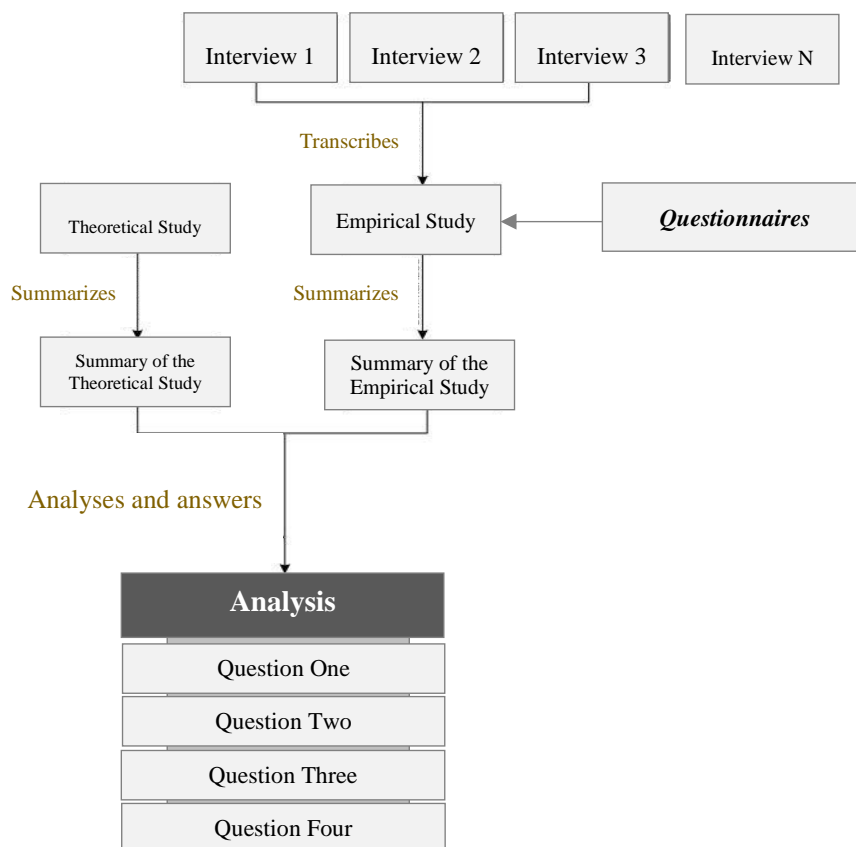 Interview 1
Interview 2
Interview 3
Interview N
Transcribes
Theoretical Study
Empirical Study
Questionnaires
Summarizes
Summarizes
Summary of the
Theoretical Study
Summary of the
Empirical Study
Analyses and answers
Analysis
Question One
Question Two
Question Three
Question Four